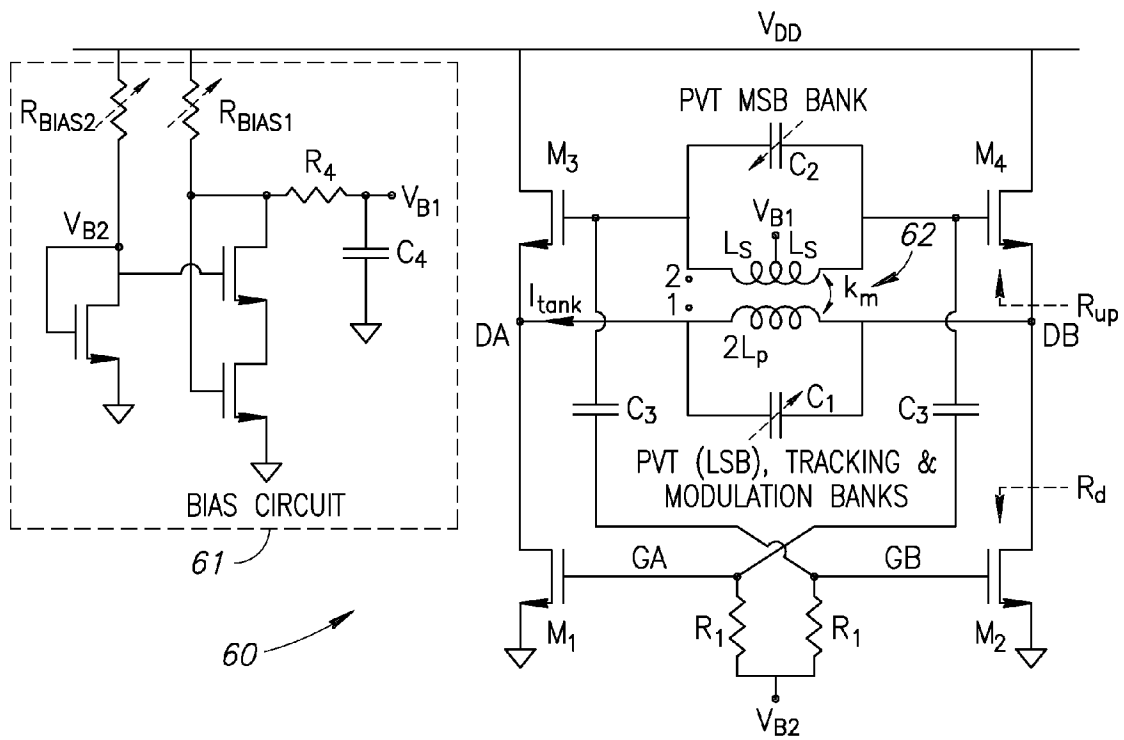 V_DD
R_BIAS2
R_BIAS1
PVT MSB BANK
M_3
M_4
C_2
R_4
V_B1
V_B1
C_4
V_B2
L_S L_S
62
2
1
k_m
I_tank
R_up
DA
DB
2L_p
C_3
C_1
C_3
PVT (LSB), TRACKING &
MODULATION BANKS
R_d
BIAS CIRCUIT
61
GA
GB
M_1
R_1
R_1
M_2
60
V_B2